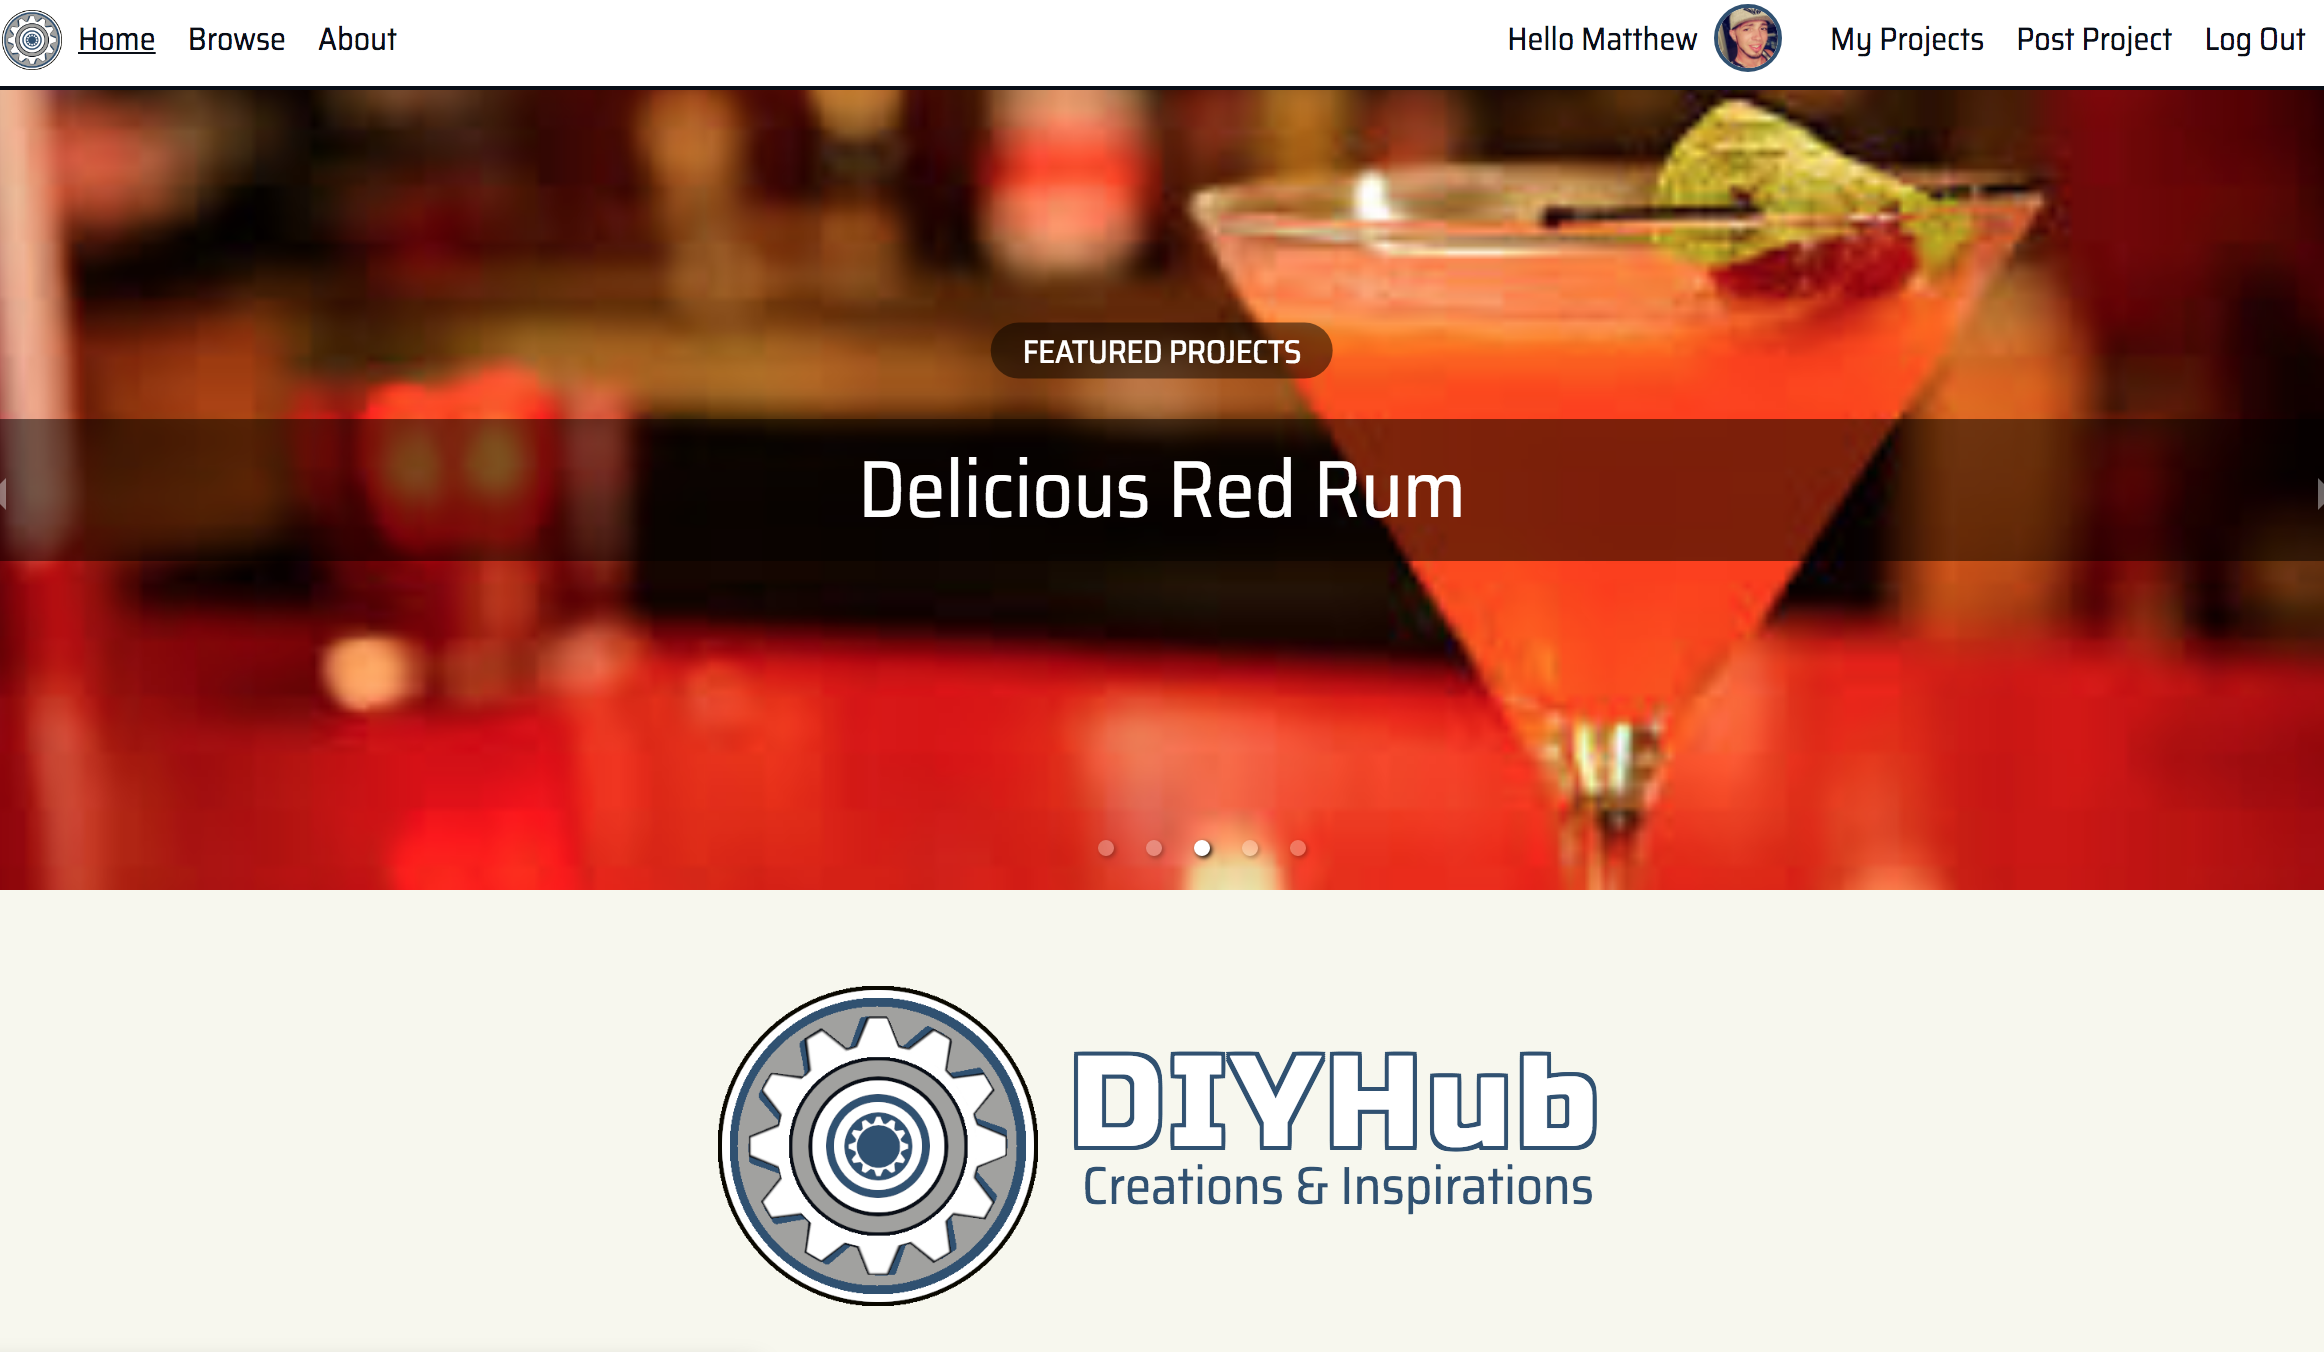 Home Browse About Hello Matthew My Projects Post Project Log Out
FEATURED PROJECTS
Delicious Red Rum
DIYHub
Creations & Inspirations